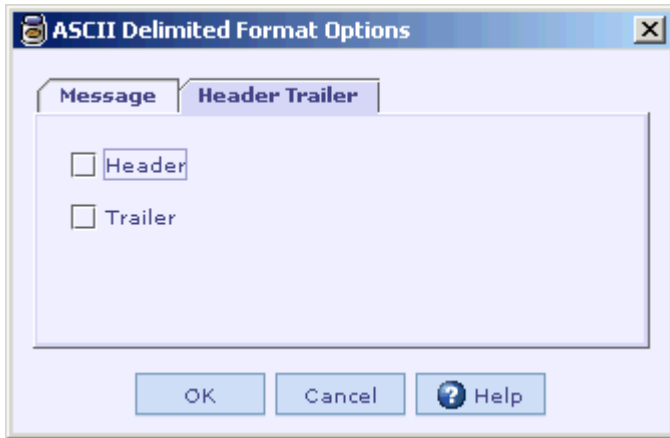 ASCII Delimited Format Options
Message Header Trailer
Header
Trailer
OK Cancel Help